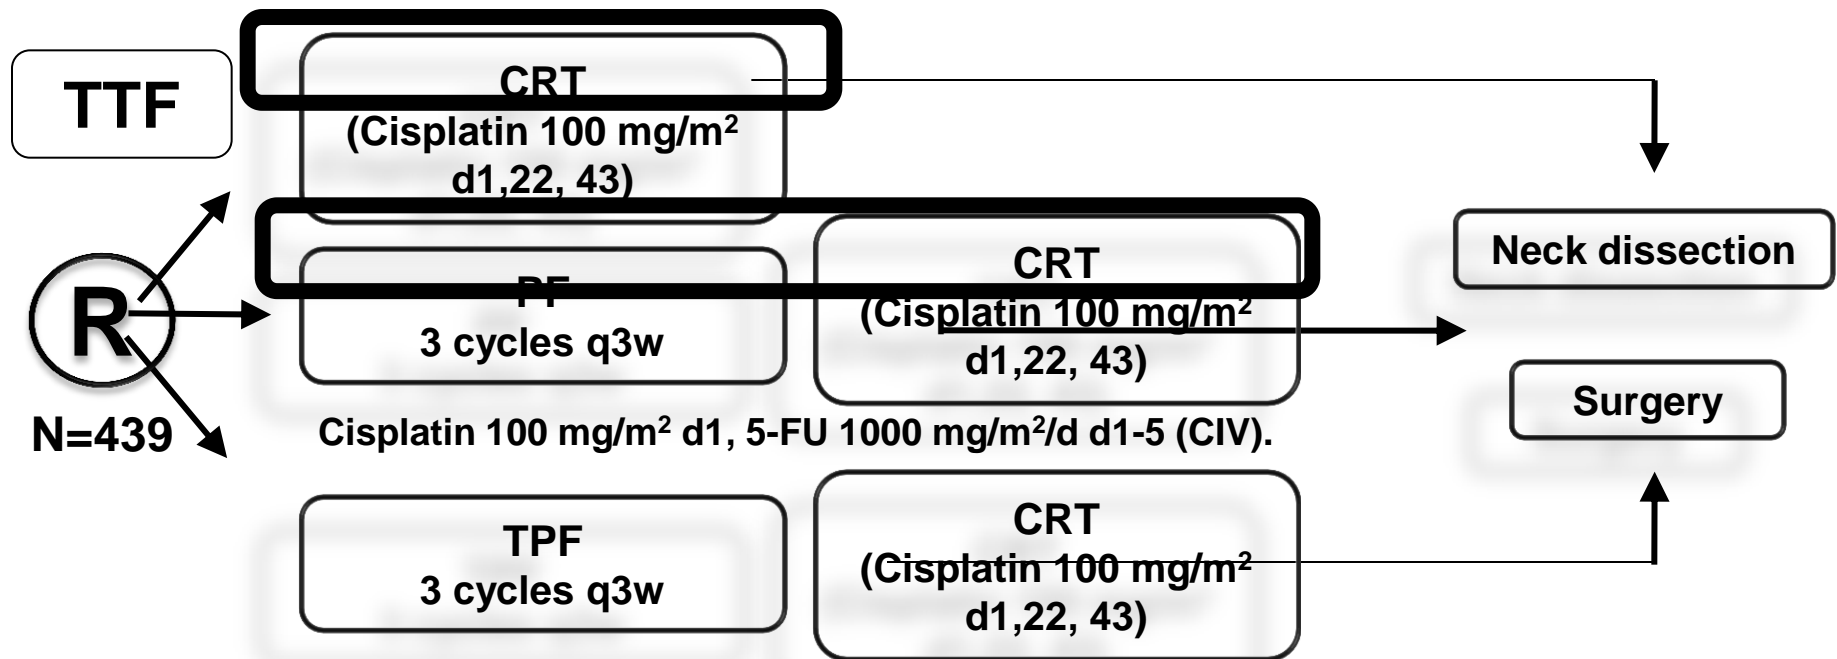 TTF
CRT
(Cisplatin 100 mg/m²
d1,22, 43)
R
N=439
PF
3 cycles q3w
CRT
(Cisplatin 100 mg/m²
d1,22, 43)
Cisplatin 100 mg/m² d1, 5-FU 1000 mg/m²/d d1-5 (CIV).
TPF
3 cycles q3w
CRT
(Cisplatin 100 mg/m²
d1,22, 43)
Neck dissection
Surgery